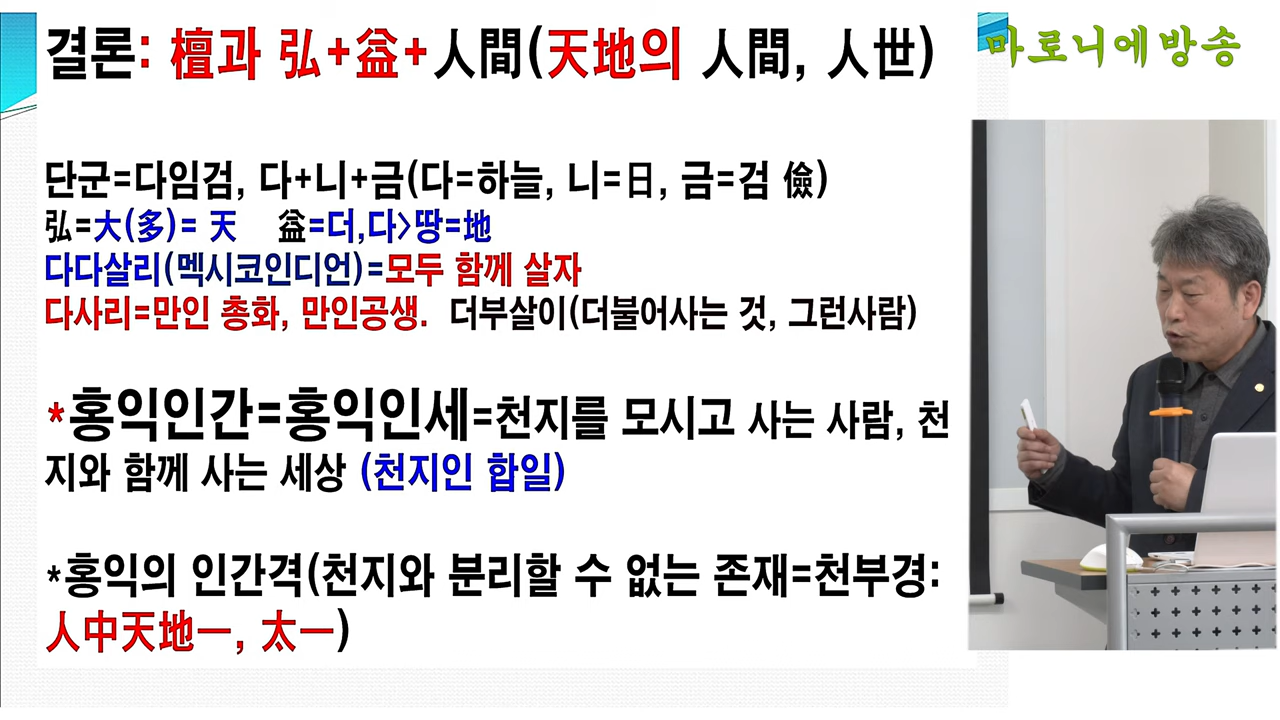 결론: 檀과 弘+益+人間(天地의 人間, 人世)
마로니에방송
단군=다임검, 다+니+금(다=하늘, 니=日, 금=검 儉)
弘=大(多)= 天 益=더,다>땅=地
다다살리(멕시코인디언)=모두 함께 살자
다사리=만인 총화, 만인공생. 더부살이(더불어사는 것, 그런사람)
*홍익인간=홍익인세=천지를 모시고 사는 사람, 천
지와 함께 사는 세상 (천지인 합일)
*홍익의 인간격(천지와 분리할 수 없는 존재=천부경:
人中天地一, 太一)